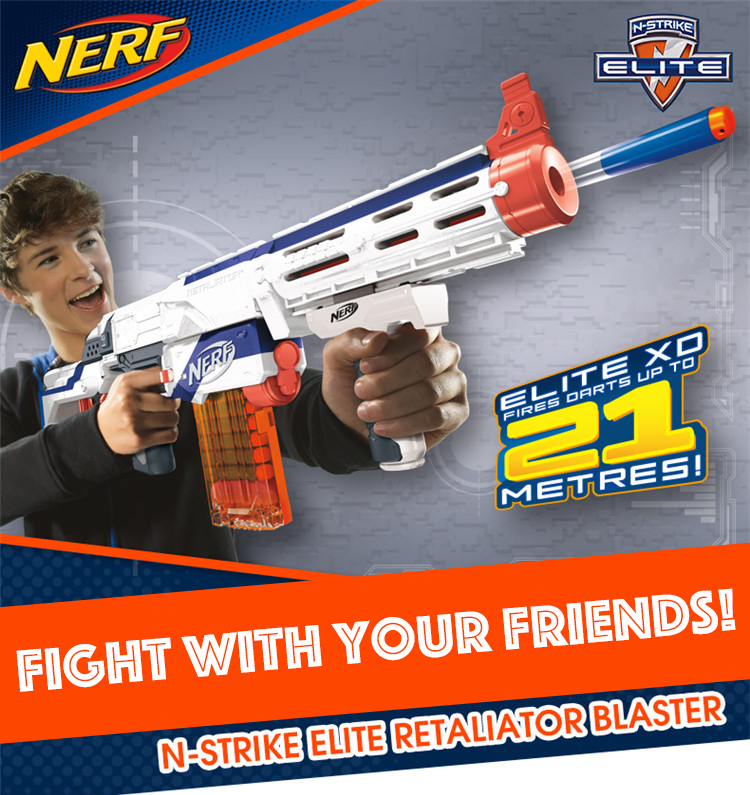 NERF
N-STRIKE
ELITE
RETALIATOR
NERF
NERF
ELITE XD
FIRES DARTS UP TO
21
METRES!
FIGHT WITH YOUR FRIENDS!
N-STRIKE ELITE RETALIATOR BLASTER